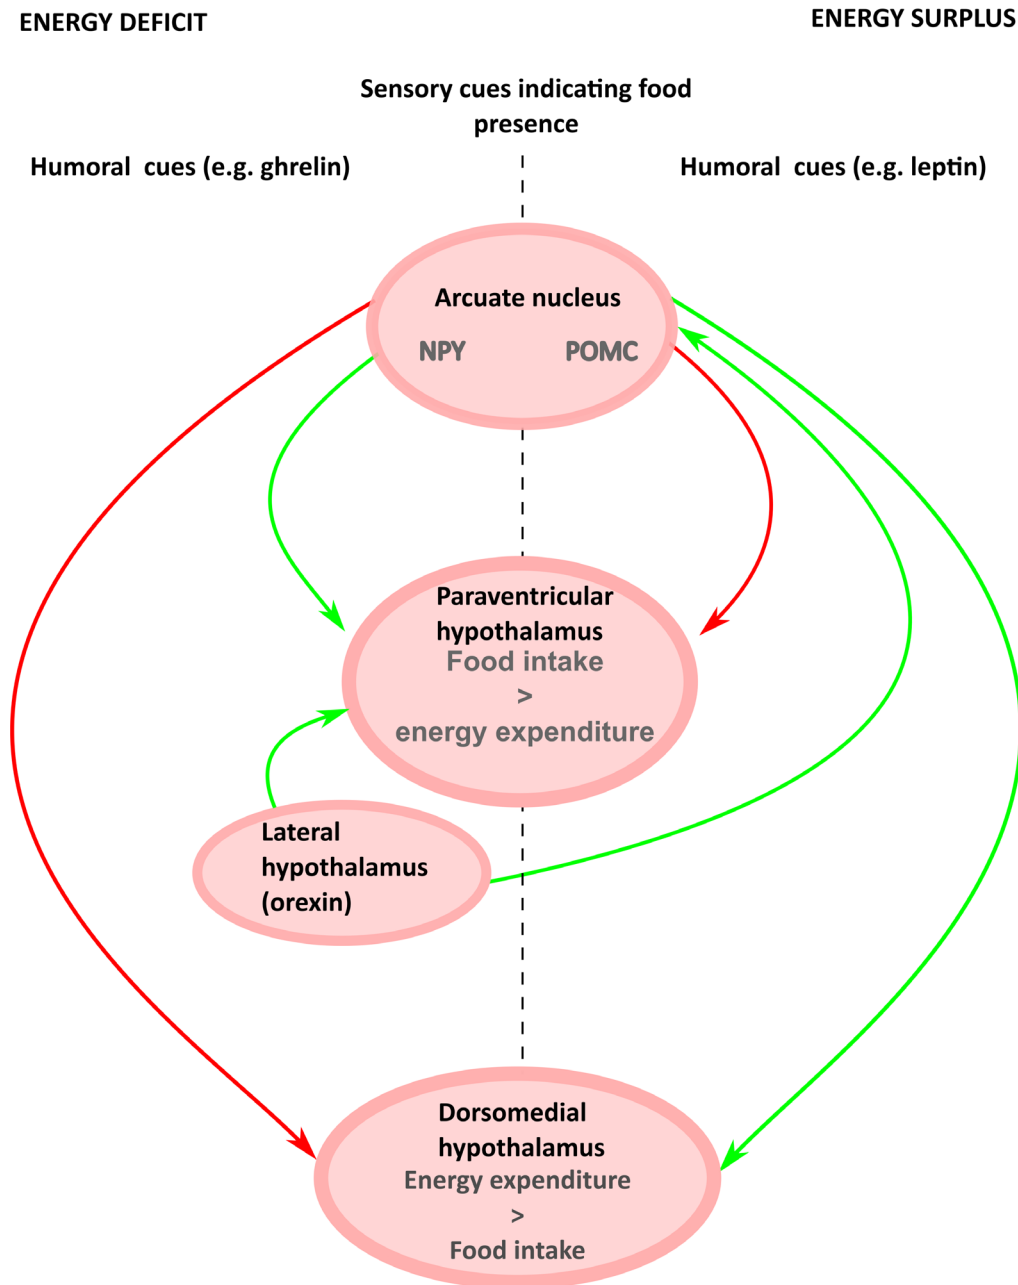 ENERGY DEFICIT
ENERGY SURPLUS
Sensory cues indicating food
presence
Humoral cues (e.g. ghrelin)
Humoral cues (e.g. leptin)
Arcuate nucleus
NPY
POMC
Paraventricular
hypothalamus
Food intake
>
energy expenditure
Lateral
hypothalamus
(orexin)
Dorsomedial
hypothalamus
Energy expenditure
>
Food intake